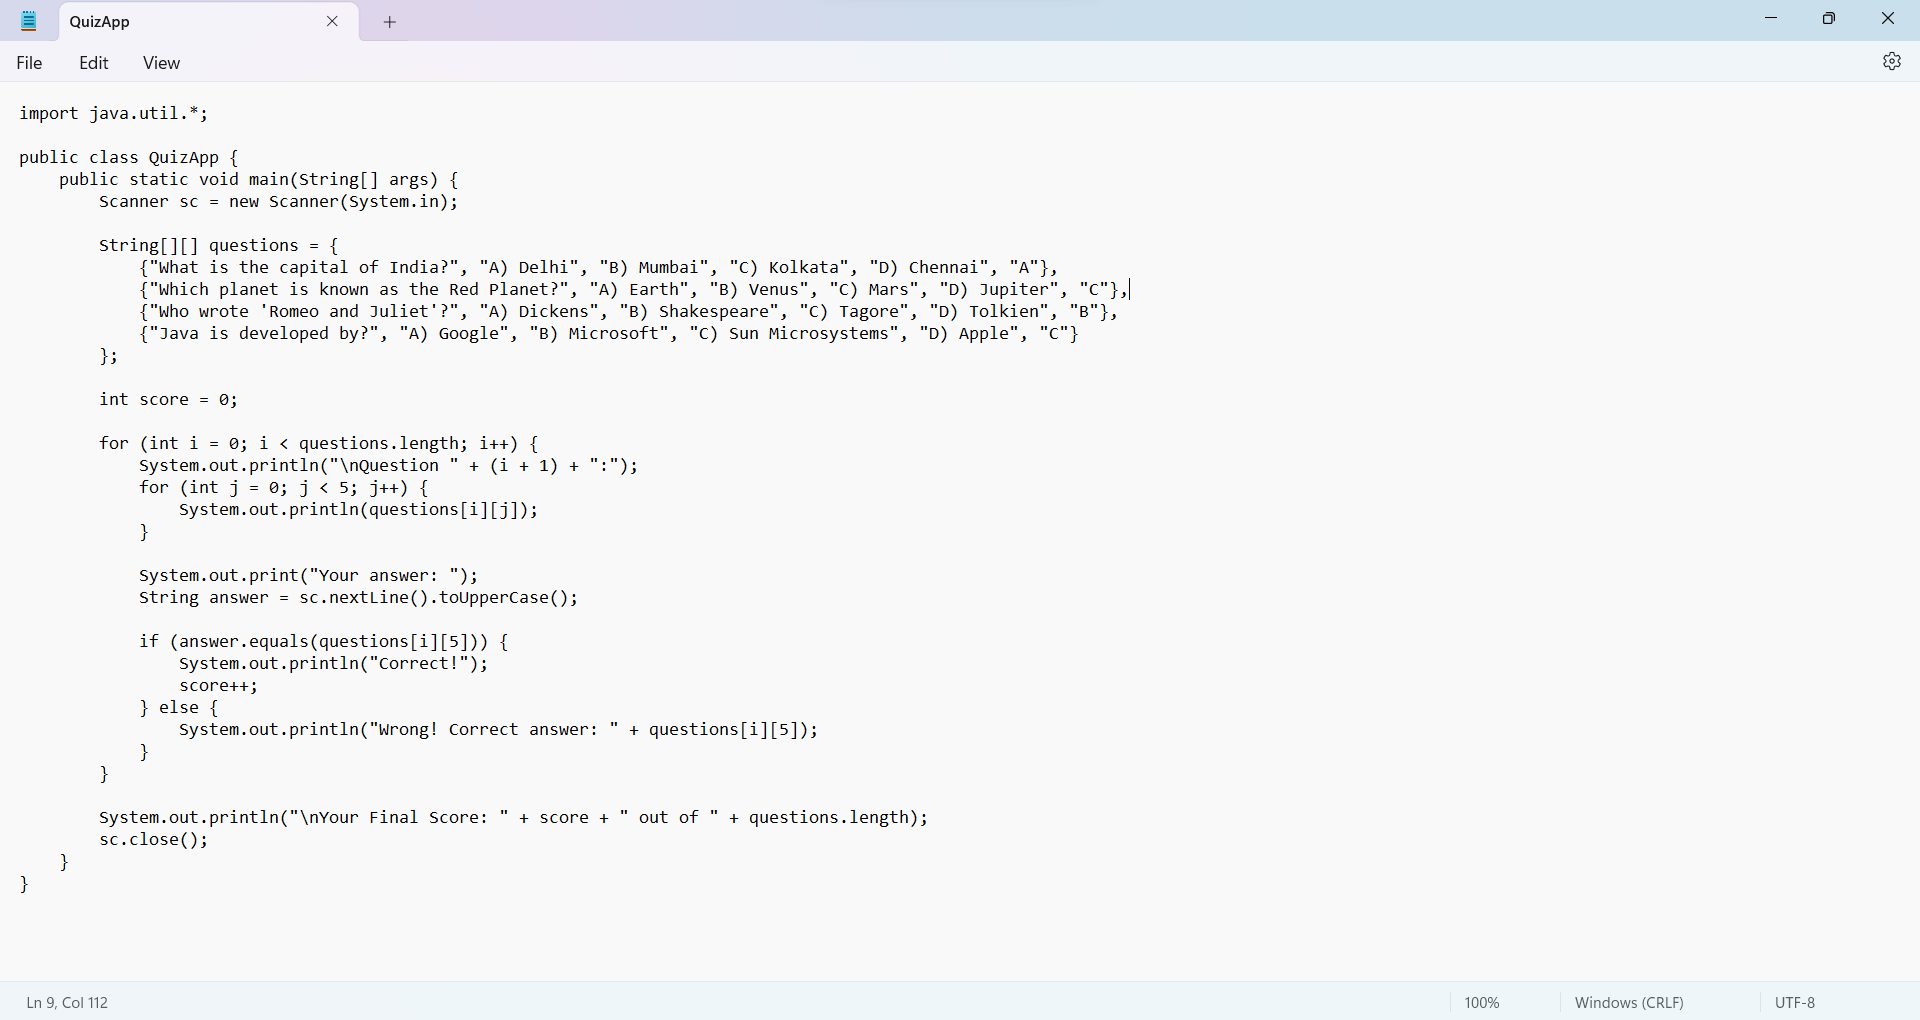 QuizApp
File Edit View
import java.util.*;
public class QuizApp {
    public static void main(String[] args) {
        Scanner sc = new Scanner(System.in);
        String[][] questions = {
            {"What is the capital of India?", "A) Delhi", "B) Mumbai", "C) Kolkata", "D) Chennai", "A"},
            {"Which planet is known as the Red Planet?", "A) Earth", "B) Venus", "C) Mars", "D) Jupiter", "C"},
            {"Who wrote 'Romeo and Juliet'?", "A) Dickens", "B) Shakespeare", "C) Tagore", "D) Tolkien", "B"},
            {"Java is developed by?", "A) Google", "B) Microsoft", "C) Sun Microsystems", "D) Apple", "C"}
        };
        int score = 0;
        for (int i = 0; i < questions.length; i++) {
            System.out.println("\nQuestion " + (i + 1) + ":");
            for (int j = 0; j < 5; j++) {
                System.out.println(questions[i][j]);
            }
            System.out.print("Your answer: ");
            String answer = sc.nextLine().toUpperCase();
            if (answer.equals(questions[i][5])) {
                System.out.println("Correct!");
                score++;
            } else {
                System.out.println("Wrong! Correct answer: " + questions[i][5]);
            }
        }
        System.out.println("\nYour Final Score: " + score + " out of " + questions.length);
        sc.close();
    }
}
Ln 9, Col 112 100% Windows (CRLF) UTF-8